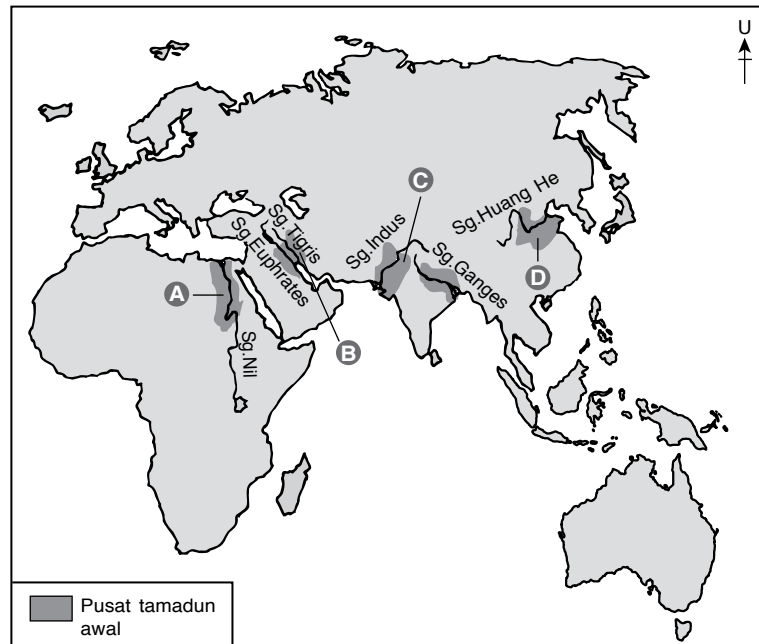 U
C
Sg.Huang He
Sg.Tigris
Sg.Euphrates
Sg.Indus
Sg.Ganges
D
A
B
Sg.Nil
Pusat tamadun
awal